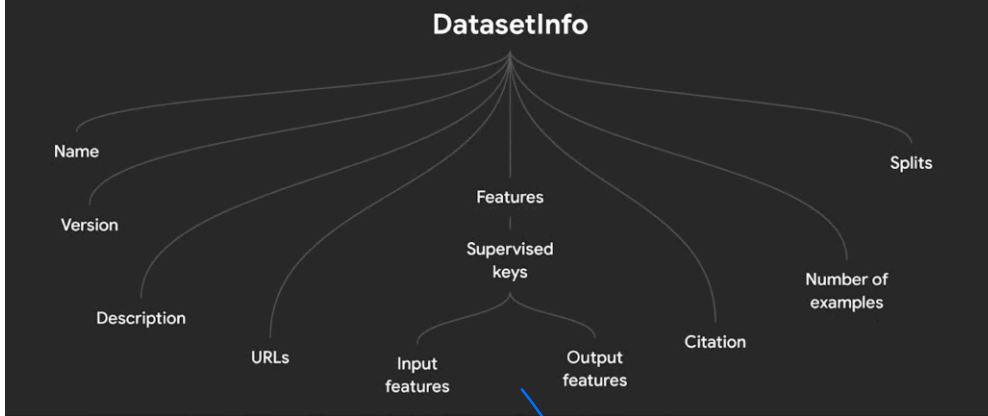 DatasetInfo
Name
Splits
Version
Features
Supervised
keys
Number of
examples
Description
Citation
URLs
Input
features
Output
features